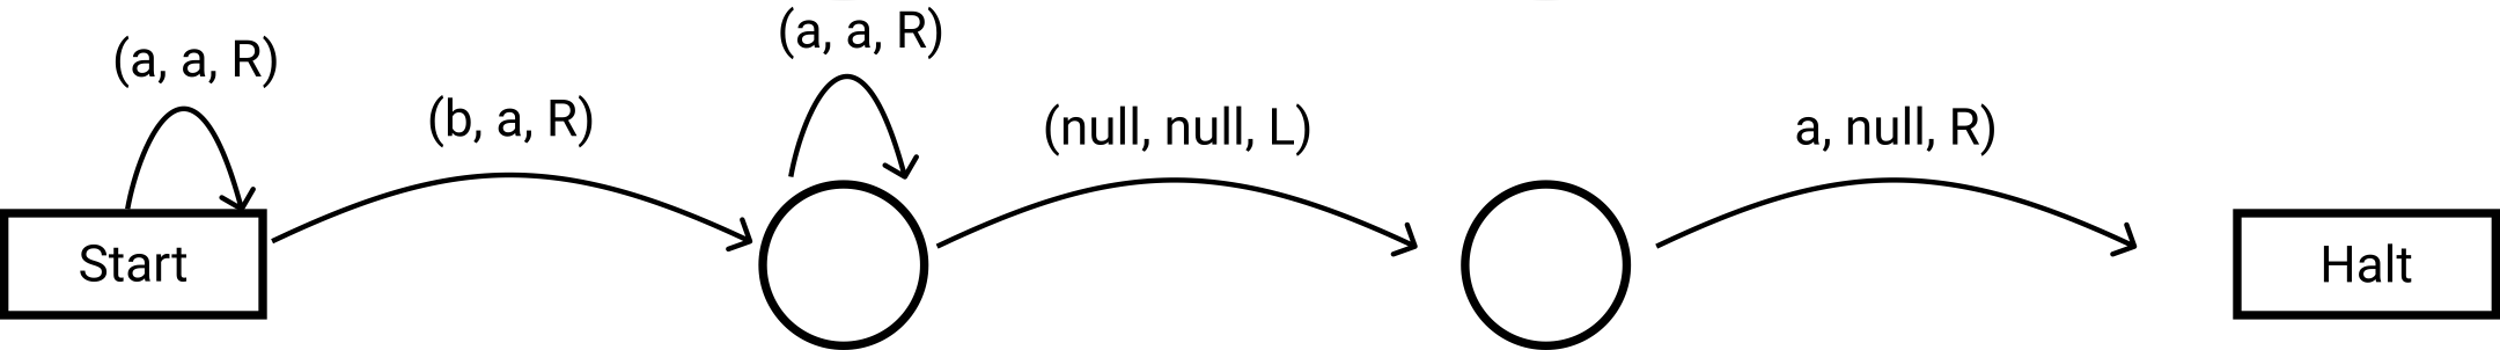 (a, a, R)
(a, a, R)
(b, a, R)
(null, null, L)
a, null, R)
Start
Halt